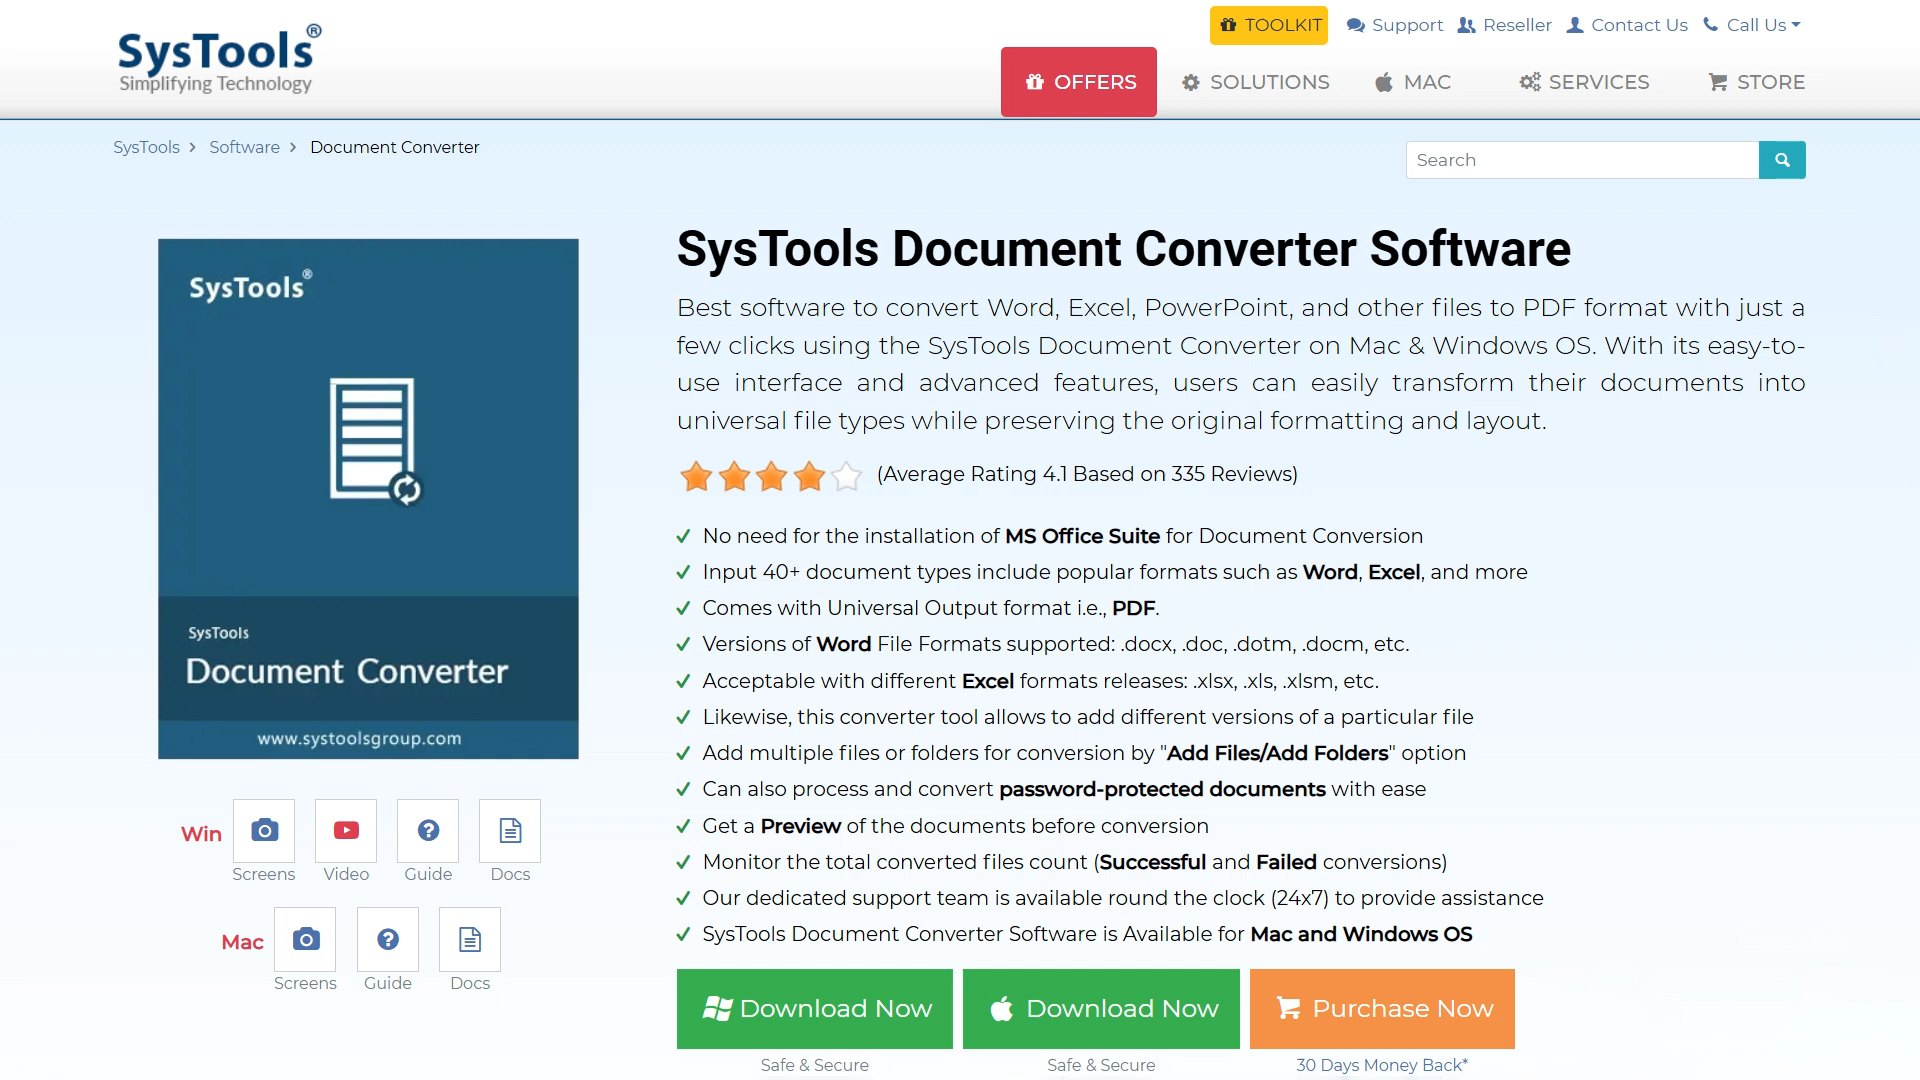 SysTools®
Simplifying Technology
TOOLKIT Support Reseller Contact Us Call Us
OFFERS SOLUTIONS MAC SERVICES STORE
SysTools > Software > Document Converter
Search
SysTools®
SysTools
Document Converter
www.systoolsgroup.com
Win
Screens Video Guide Docs
Mac
Screens Guide Docs
SysTools Document Converter Software
Best software to convert Word, Excel, PowerPoint, and other files to PDF format with just a
few clicks using the SysTools Document Converter on Mac & Windows OS. With its easy-to-
use interface and advanced features, users can easily transform their documents into
universal file types while preserving the original formatting and layout.
(Average Rating 4.1 Based on 335 Reviews)
No need for the installation of MS Office Suite for Document Conversion
Input 40+ document types include popular formats such as Word, Excel, and more
Comes with Universal Output format i.e., PDF.
Versions of Word File Formats supported: .docx, .doc, .dotm, .docm, etc.
Acceptable with different Excel formats releases: .xlsx, .xls, .xlsm, etc.
Likewise, this converter tool allows to add different versions of a particular file
Add multiple files or folders for conversion by "Add Files/Add Folders" option
Can also process and convert password-protected documents with ease
Get a Preview of the documents before conversion
Monitor the total converted files count (Successful and Failed conversions)
Our dedicated support team is available round the clock (24x7) to provide assistance
SysTools Document Converter Software is Available for Mac and Windows OS
Download Now Download Now Purchase Now
Safe & Secure Safe & Secure 30 Days Money Back*